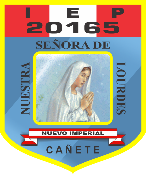 I E P
20165
SEÑORA DE
NUESTRA
LOURDES
NUEVO IMPERIAL
CAÑETE